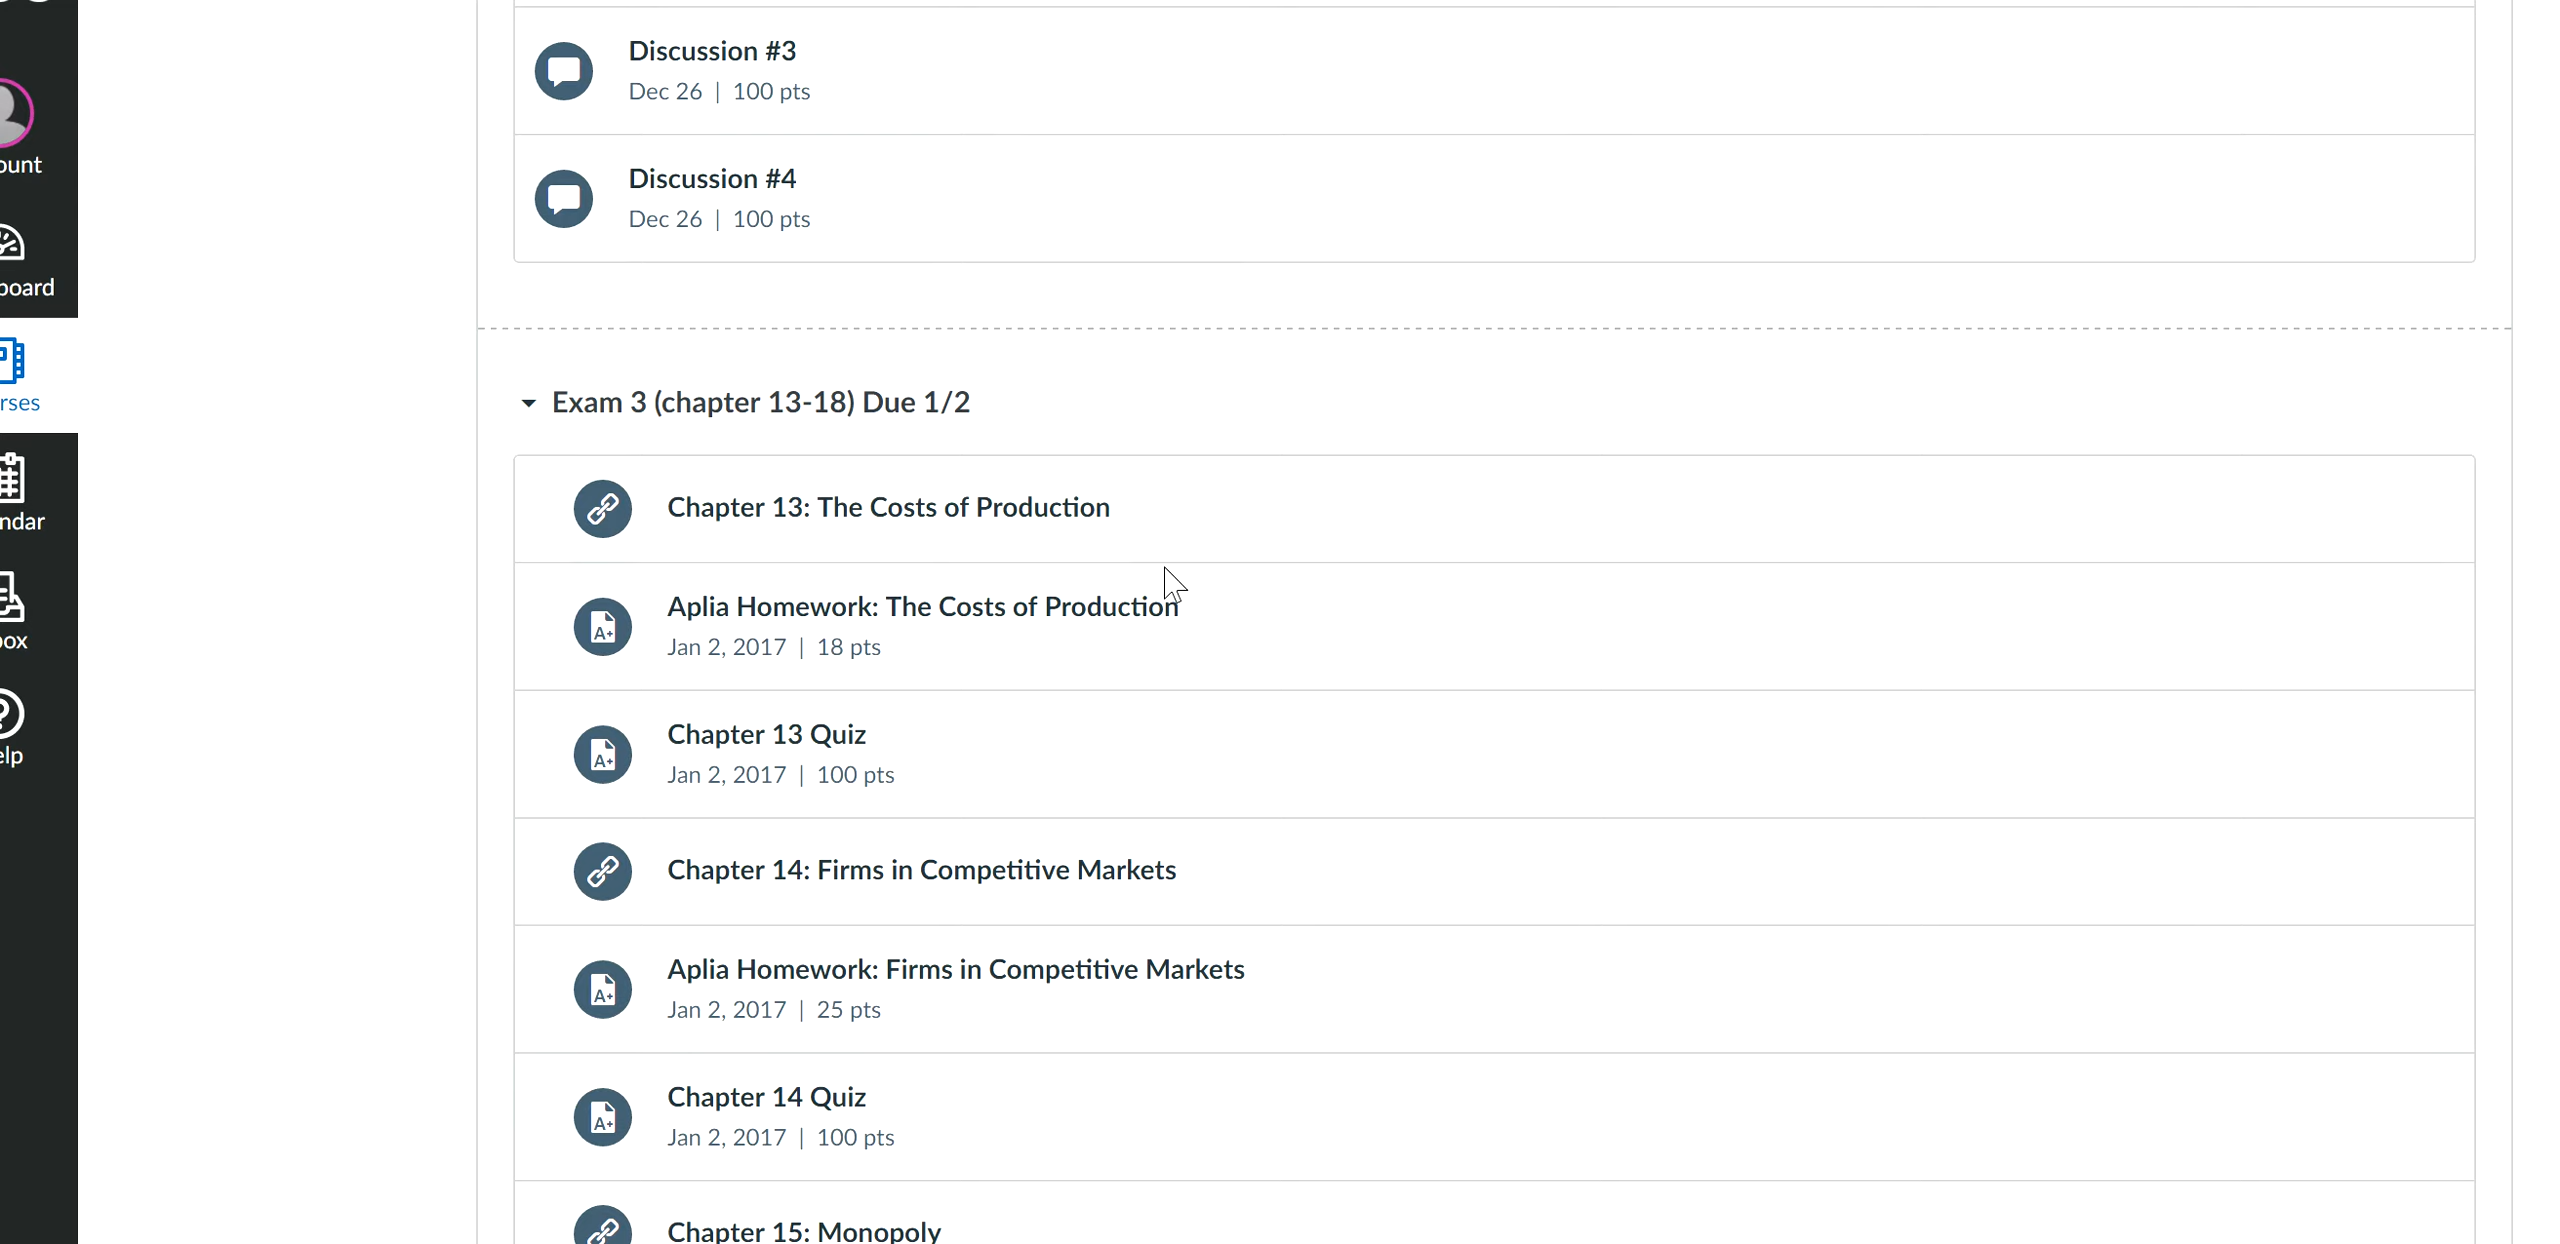 ount
board
rses
ndar
box
elp
Discussion #3
Dec 26 | 100 pts
Discussion #4
Dec 26 | 100 pts
Exam 3 (chapter 13-18) Due 1/2
Chapter 13: The Costs of Production
Aplia Homework: The Costs of Production
Jan 2, 2017 | 18 pts
Chapter 13 Quiz
Jan 2, 2017 | 100 pts
Chapter 14: Firms in Competitive Markets
Aplia Homework: Firms in Competitive Markets
Jan 2, 2017 | 25 pts
Chapter 14 Quiz
Jan 2, 2017 | 100 pts
Chapter 15: Monopoly